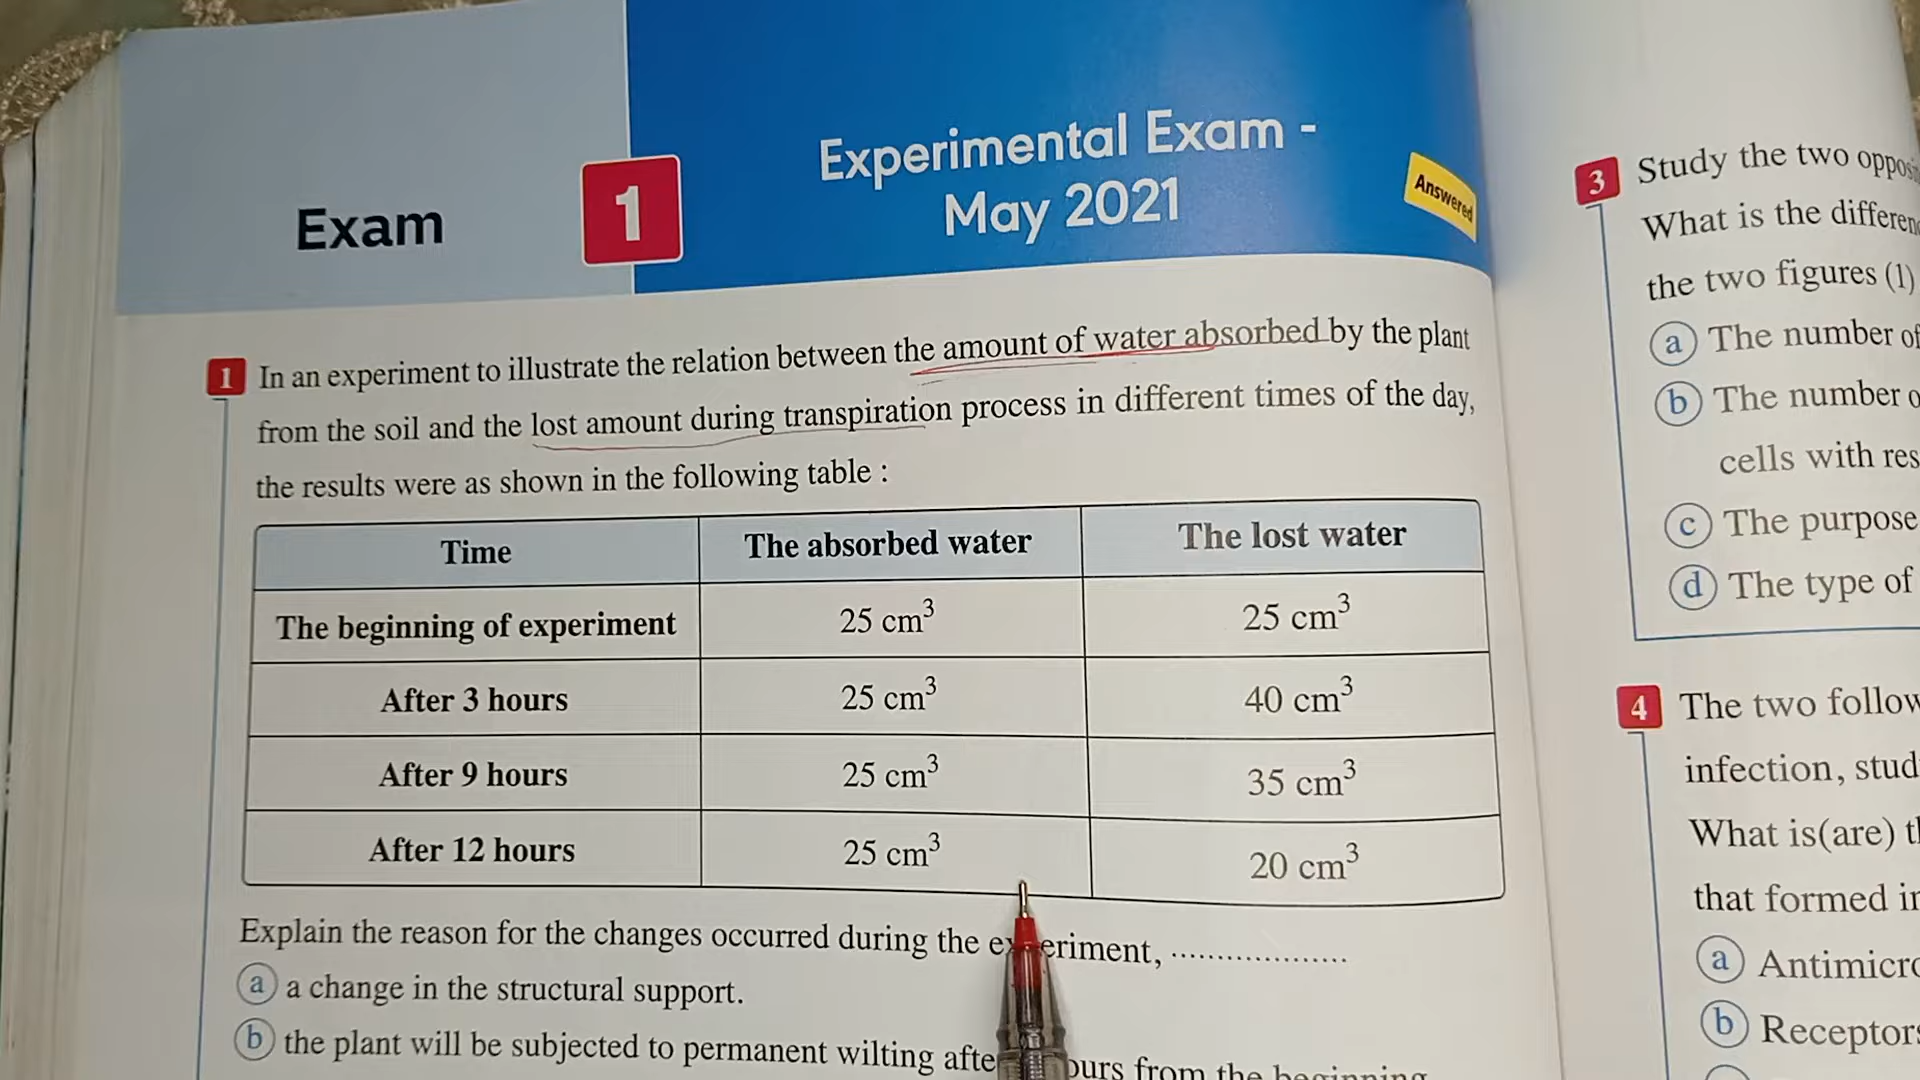 Exam
1
Experimental Exam -
May 2021
Answered
1 In an experiment to illustrate the relation between the amount of water absorbed by the plant
from the soil and the lost amount during transpiration process in different times of the day,
the results were as shown in the following table :
Time The absorbed water The lost water
The beginning of experiment 25 cm³ 25 cm³
After 3 hours 25 cm³ 40 cm³
After 9 hours 25 cm³ 35 cm³
After 12 hours 25 cm³ 20 cm³
Explain the reason for the changes occurred during the ...................
a a change in the structural support.
b the plant will be subjected to permanent wilting from the beginning
3 Study the two
What is the
the two figures (1)
a The number
b The number
cells with
c The purpose
d The type of
4 The two
infection,
What is(are)
that formed
a
b